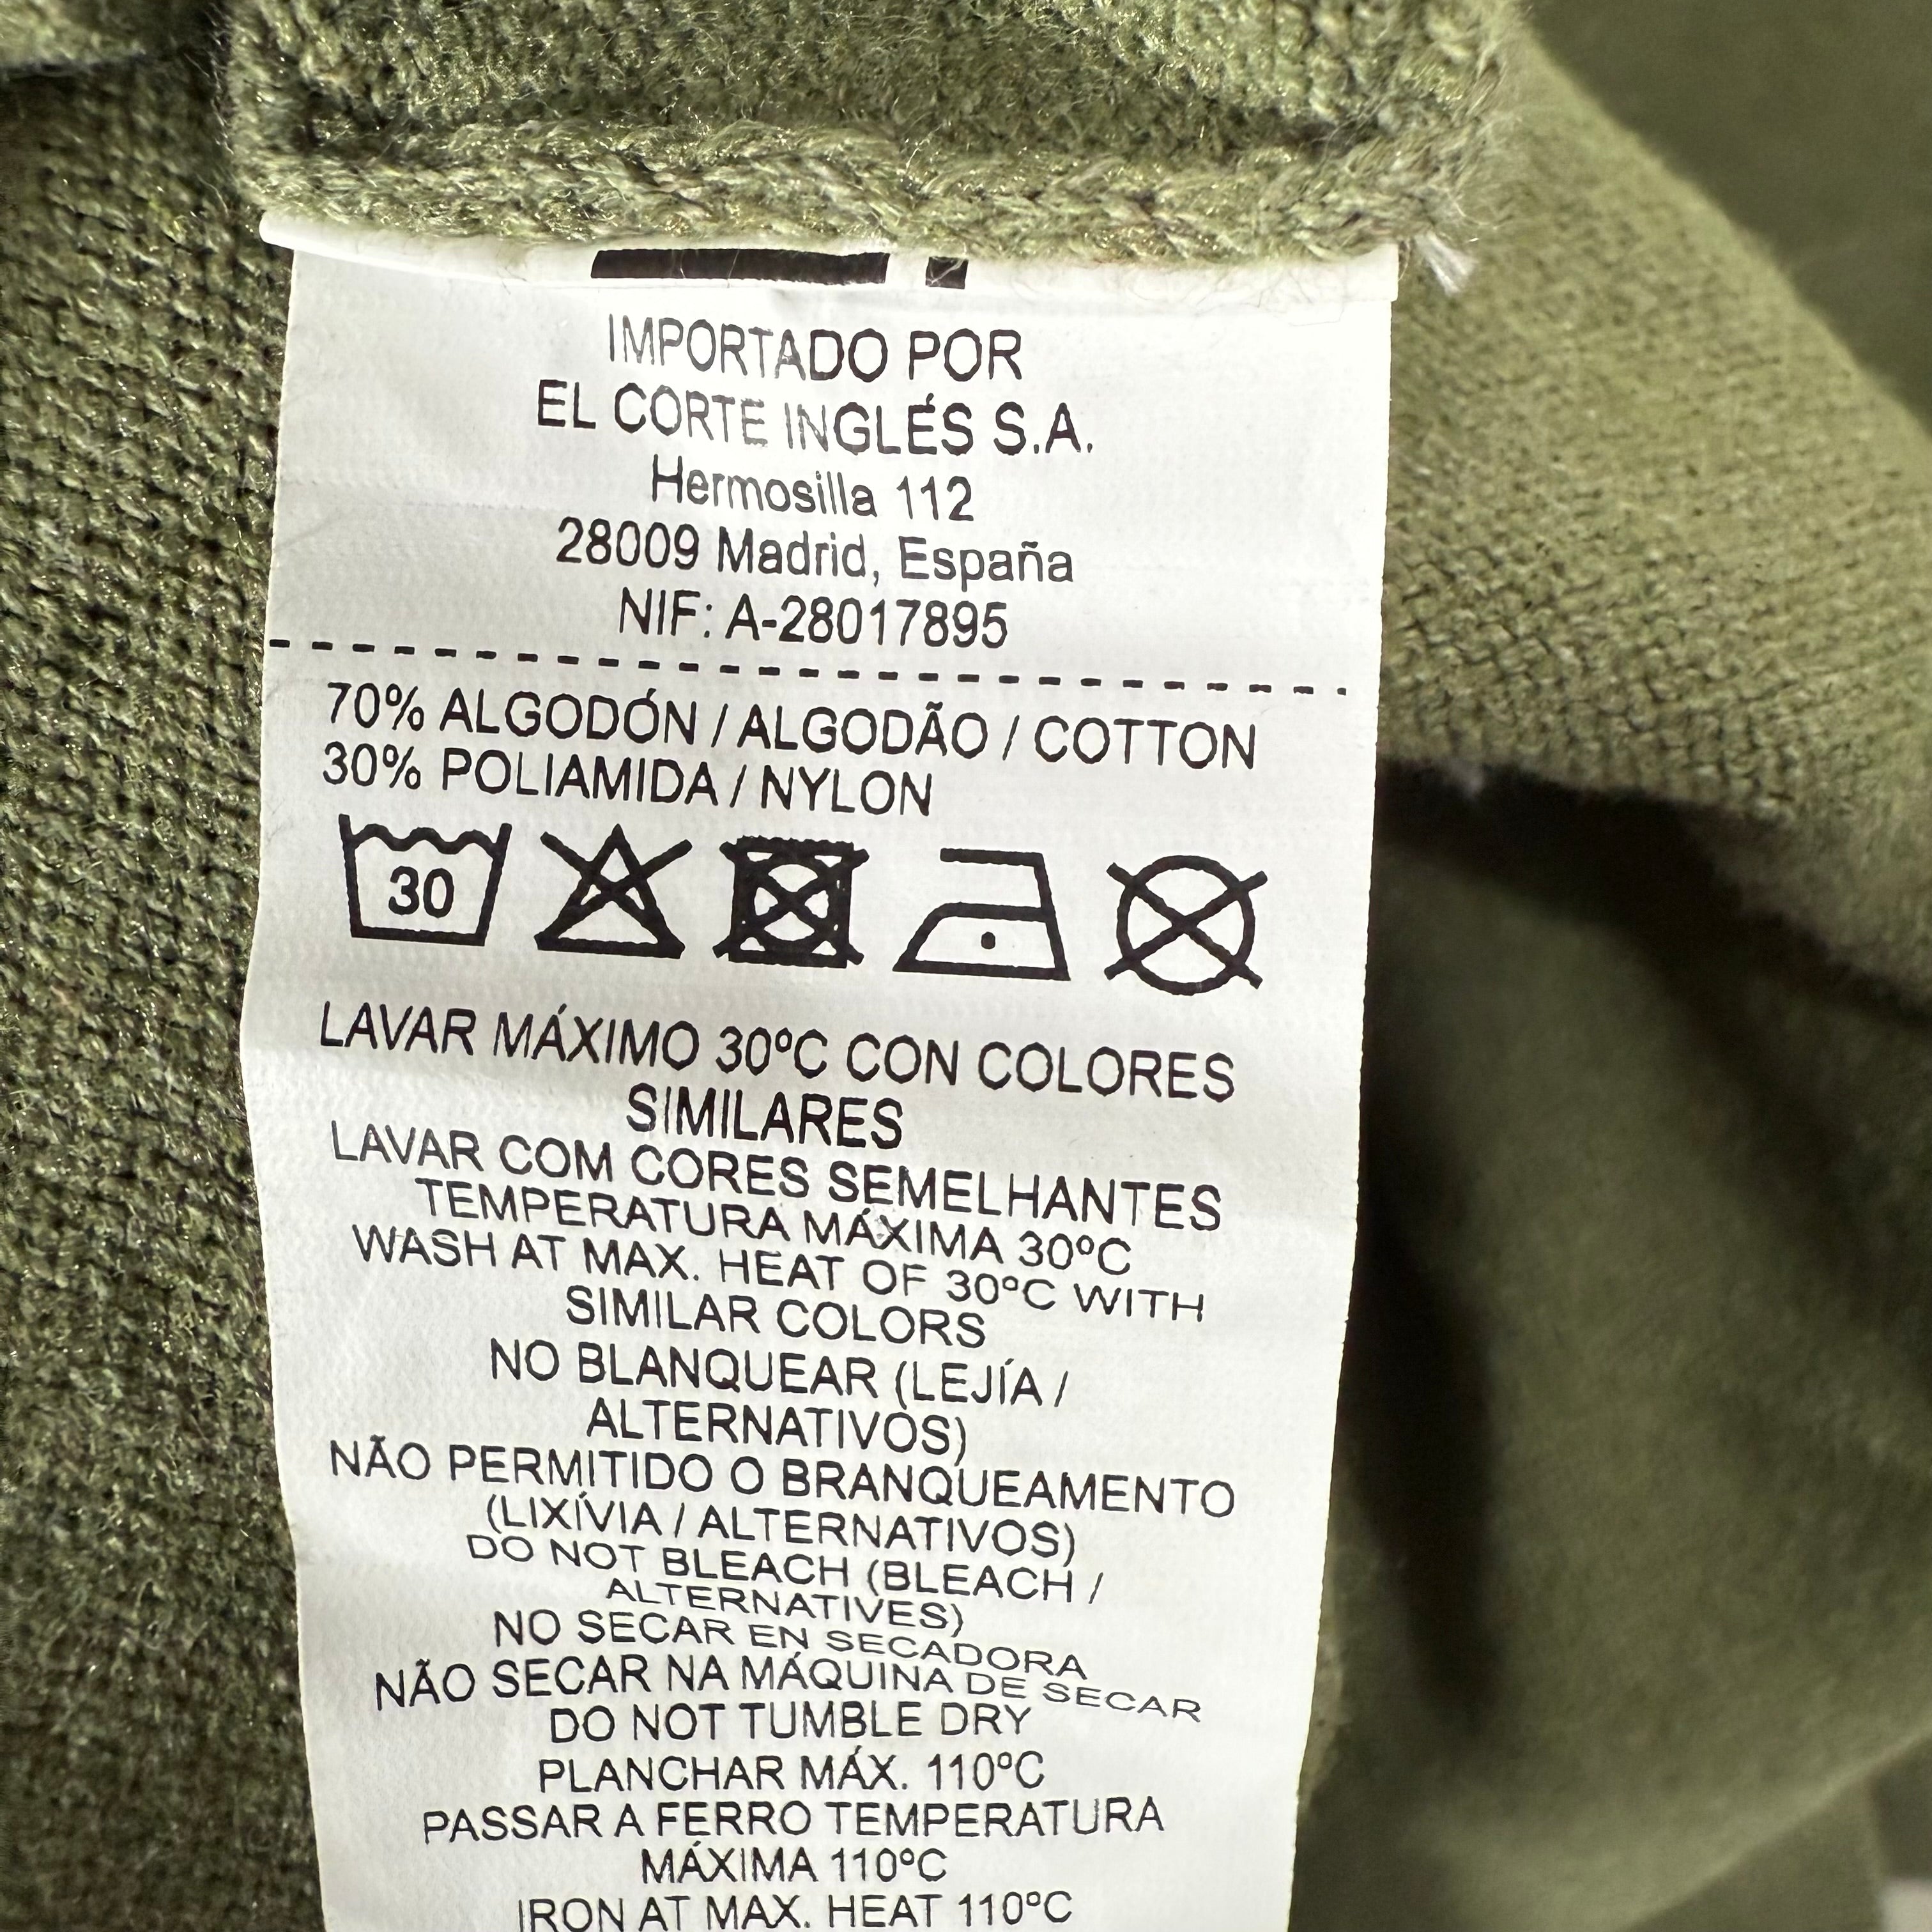 IMPORTADO POR
EL CORTE INGLÉS S.A.
Hermosilla 112
28009 Madrid, España
NIF: A-28017895
70% ALGODÓN / ALGODÃO / COTTON
30% POLIAMIDA / NYLON
30
LAVAR MÁXIMO 30ºC CON COLORES
SIMILARES
LAVAR COM CORES SEMELHANTES
TEMPERATURA MÁXIMA 30ºC
WASH AT MAX. HEAT OF 30ºC WITH
SIMILAR COLORS
NO BLANQUEAR (LEJÍA /
ALTERNATIVOS)
NÃO PERMITIDO O BRANQUEAMENTO
(LIXÍVIA / ALTERNATIVOS)
DO NOT BLEACH (BLEACH /
ALTERNATIVES)
NO SECAR EN SECADORA
NÃO SECAR NA MÁQUINA DE SECAR
DO NOT TUMBLE DRY
PLANCHAR MÁX. 110ºC
PASSAR A FERRO TEMPERATURA
MÁXIMA 110ºC
IRON AT MAX. HEAT 110ºC